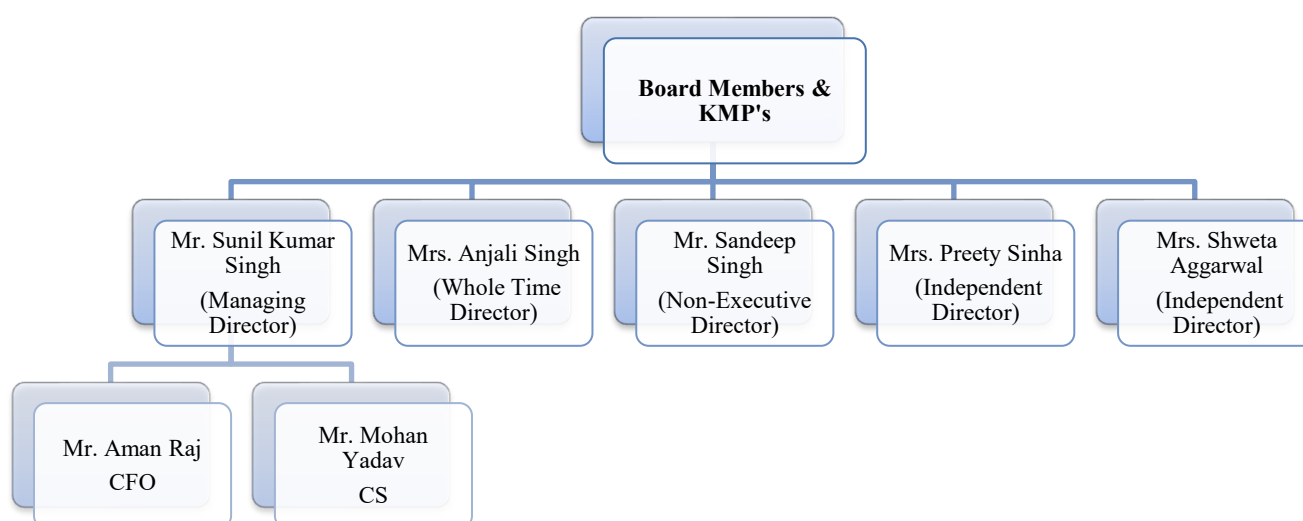 Board Members &
KMP's
Mr. Sunil Kumar
Singh
(Managing
Director)
Mrs. Anjali Singh
(Whole Time
Director)
Mr. Sandeep
Singh
(Non-Executive
Director)
Mrs. Preety Sinha
(Independent
Director)
Mrs. Shweta
Aggarwal
(Independent
Director)
Mr. Aman Raj
CFO
Mr. Mohan
Yadav
CS